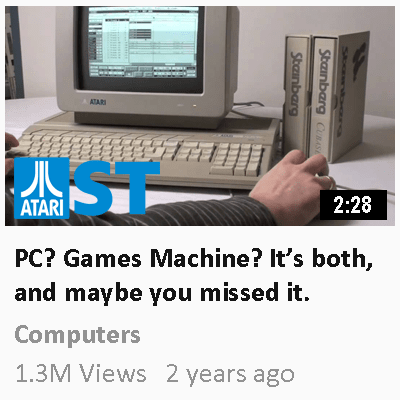 ATARI
Steinberg
Steinberg
Cubase
ATARI
ST
2:28
PC? Games Machine? It’s both,
and maybe you missed it.
Computers
1.3M Views 2 years ago